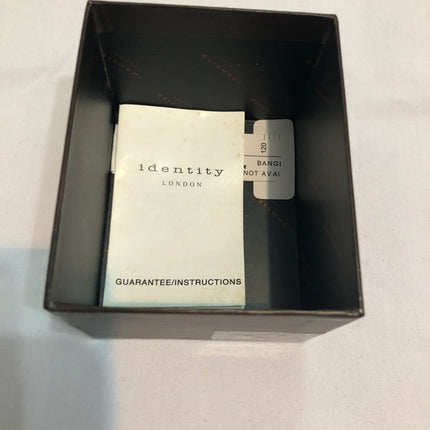 identity
LONDON
GUARANTEE/INSTRUCTIONS
120
BANGI
NOT AVAI